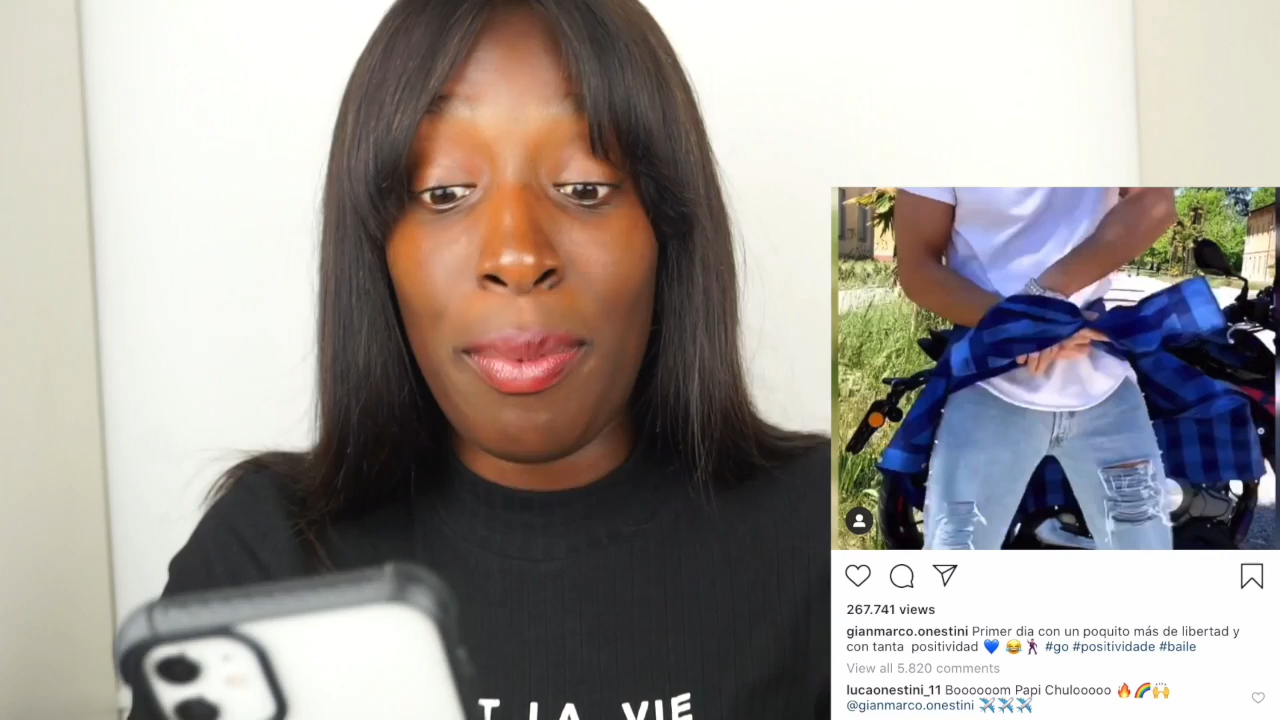 T LA VIE
267.741 views
gianmarco.onestini Primer dia con un poquito más de libertad y
con tanta positividad 💙 😂🕺 #go #positividade #baile
View all 5.820 comments
lucaonestini_11 Boooooom Papi Chulooooo 🔥🌈🙌
@gianmarco.onestini ✈️✈️✈️